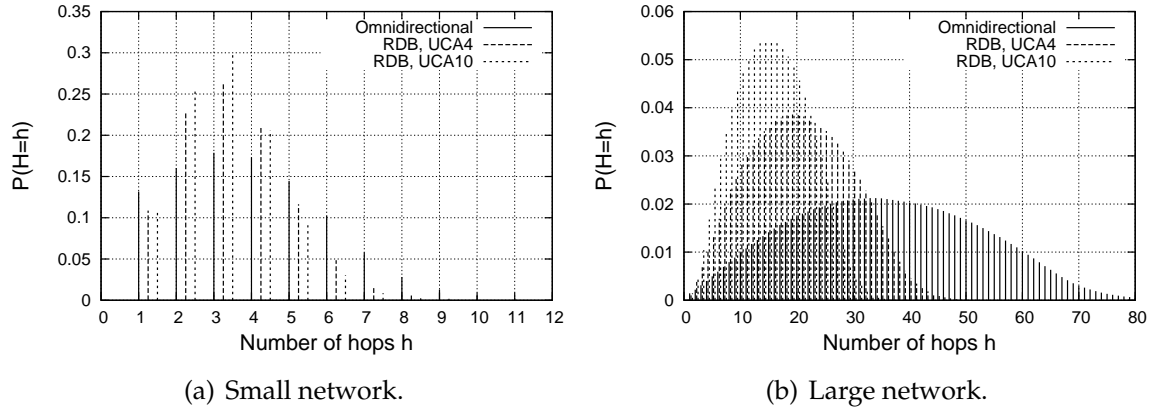 0.35
0.3
0.25
0.2
0.15
0.1
0.05
0
P(H=h)
Omnidirectional
RDB, UCA4
RDB, UCA10
0 1 2 3 4 5 6 7 8 9 10 11 12
Number of hops h
(a) Small network.
0.06
0.05
0.04
0.03
0.02
0.01
0
P(H=h)
Omnidirectional
RDB, UCA4
RDB, UCA10
0 10 20 30 40 50 60 70 80
Number of hops h
(b) Large network.